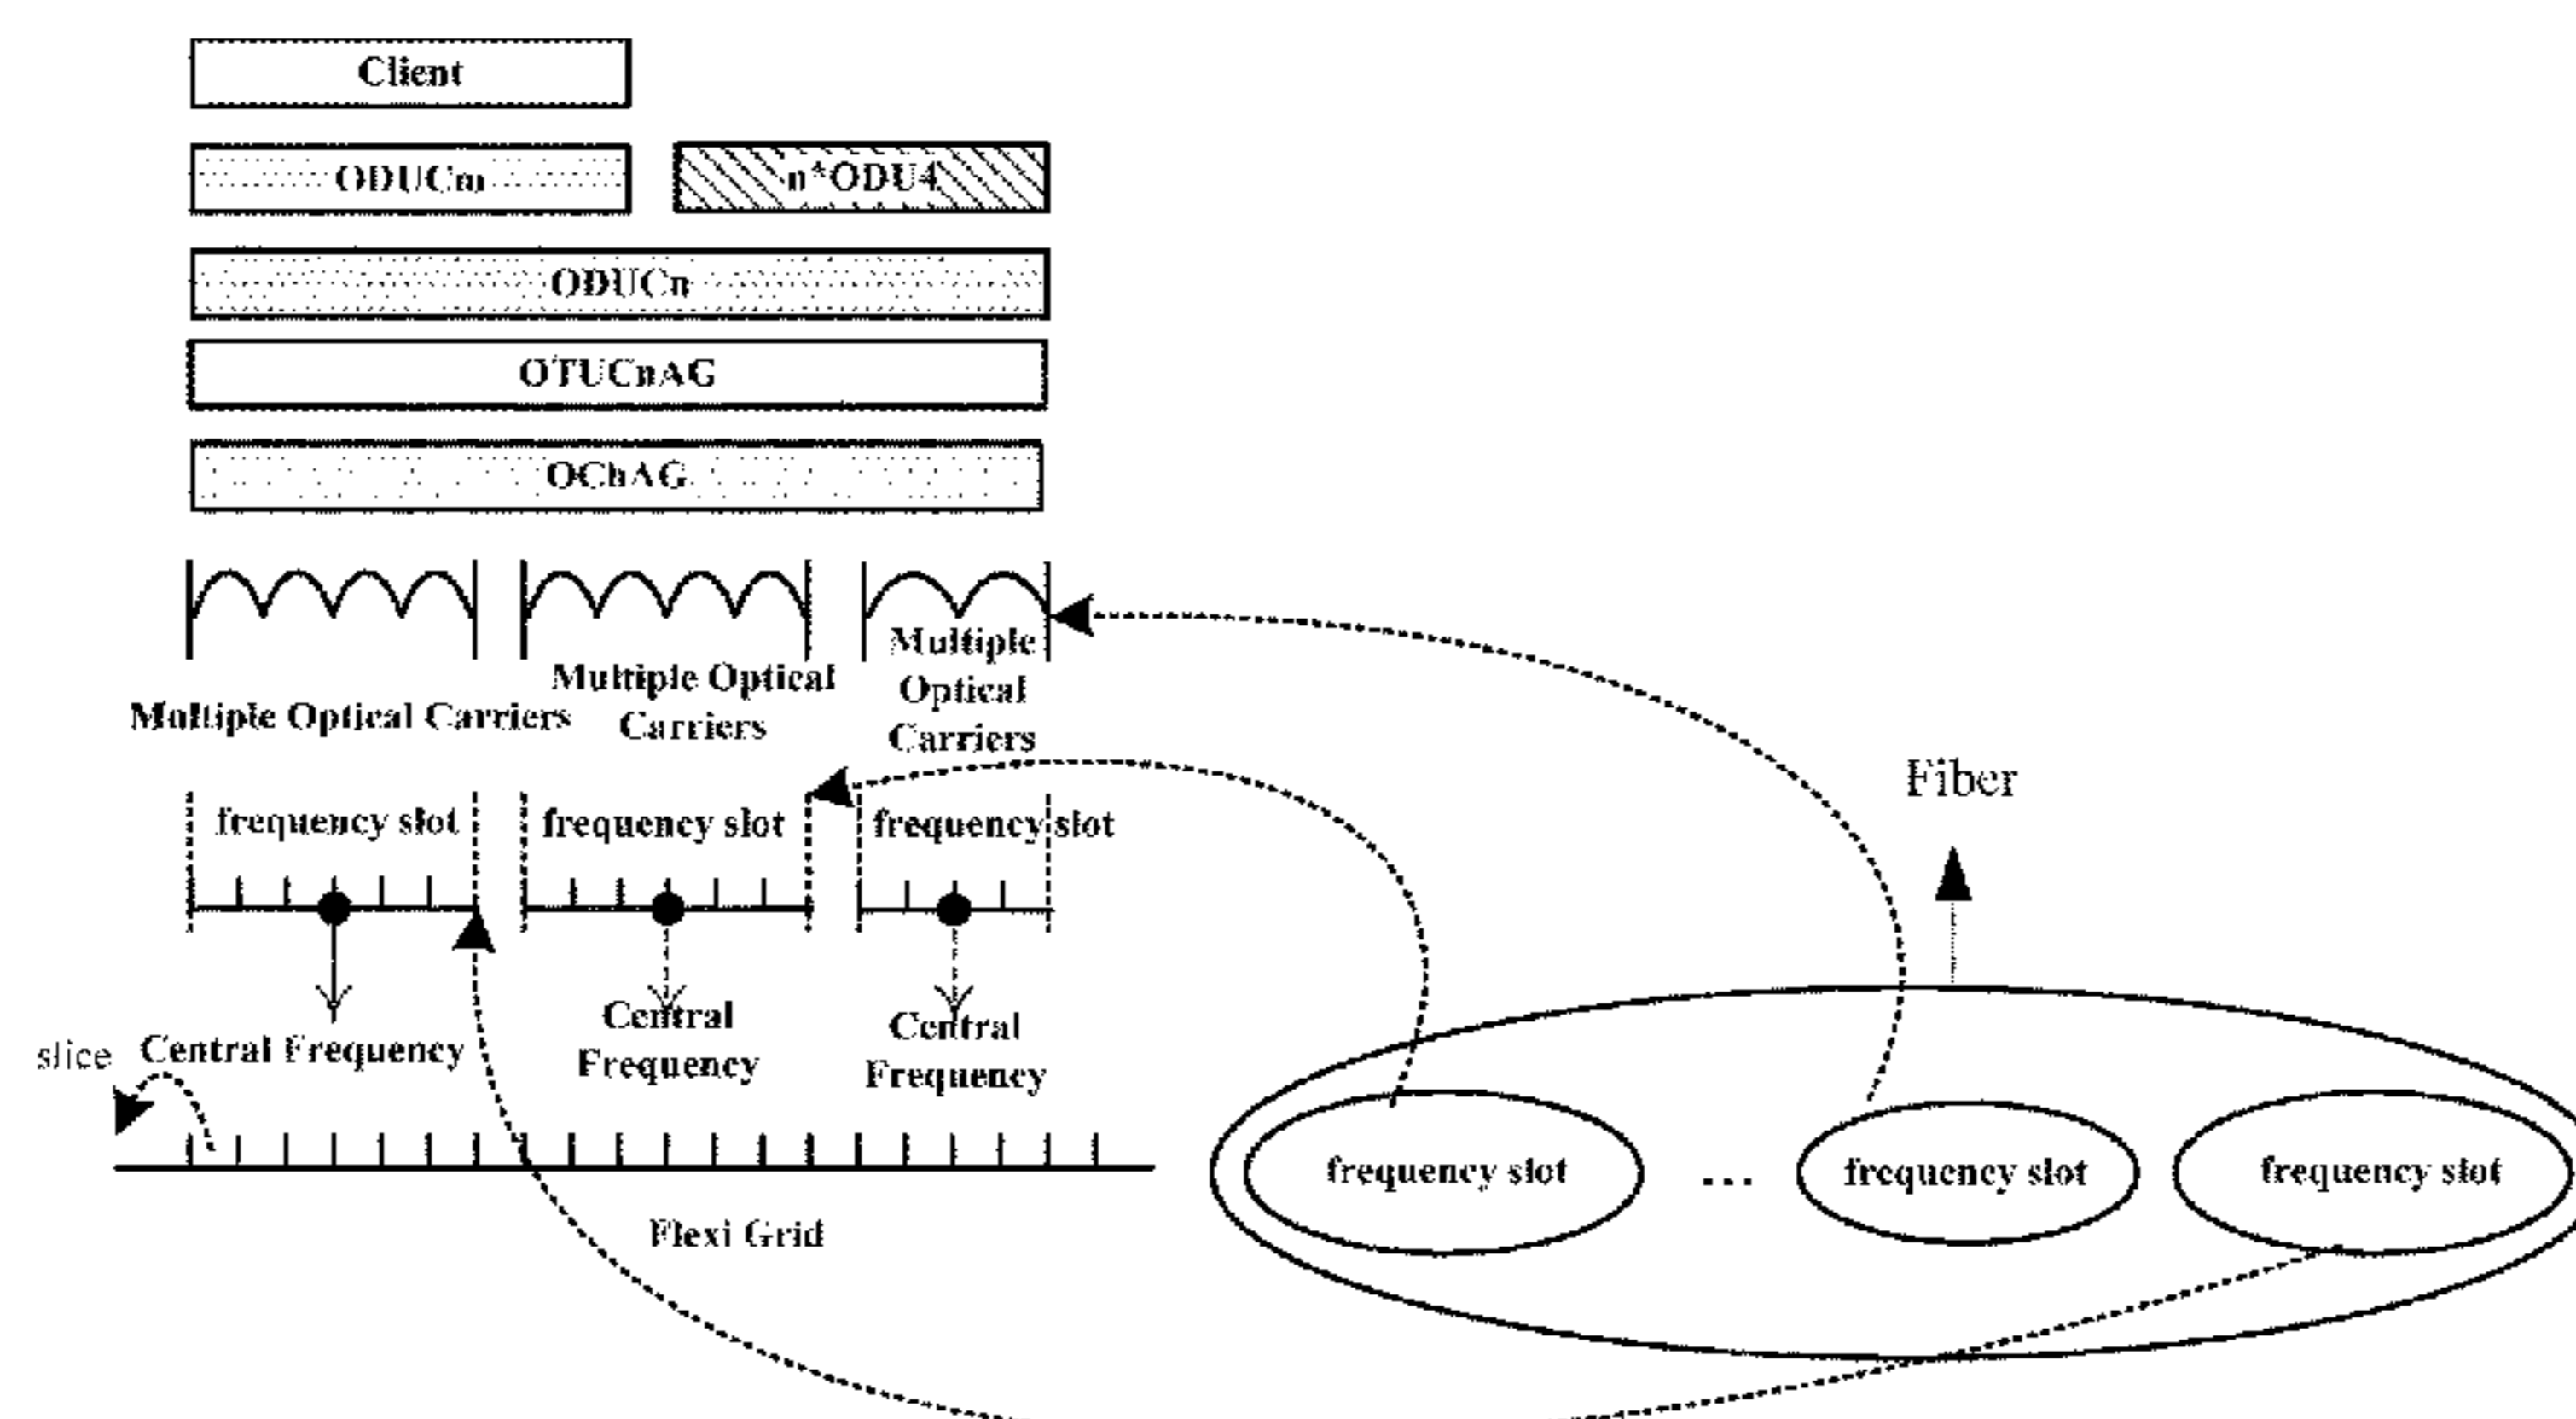 Client
ODUCm
n*ODU4
ODUCn
OTUCnAG
OChAG
Multiple Optical Carriers
Multiple Optical
Carriers
Multiple
Optical
Carriers
Fiber
frequency slot
frequency slot
frequency slot
Central Frequency
Central
Frequency
Central
Frequency
slice
frequency slot
...
frequency slot
frequency slot
Flexi Grid